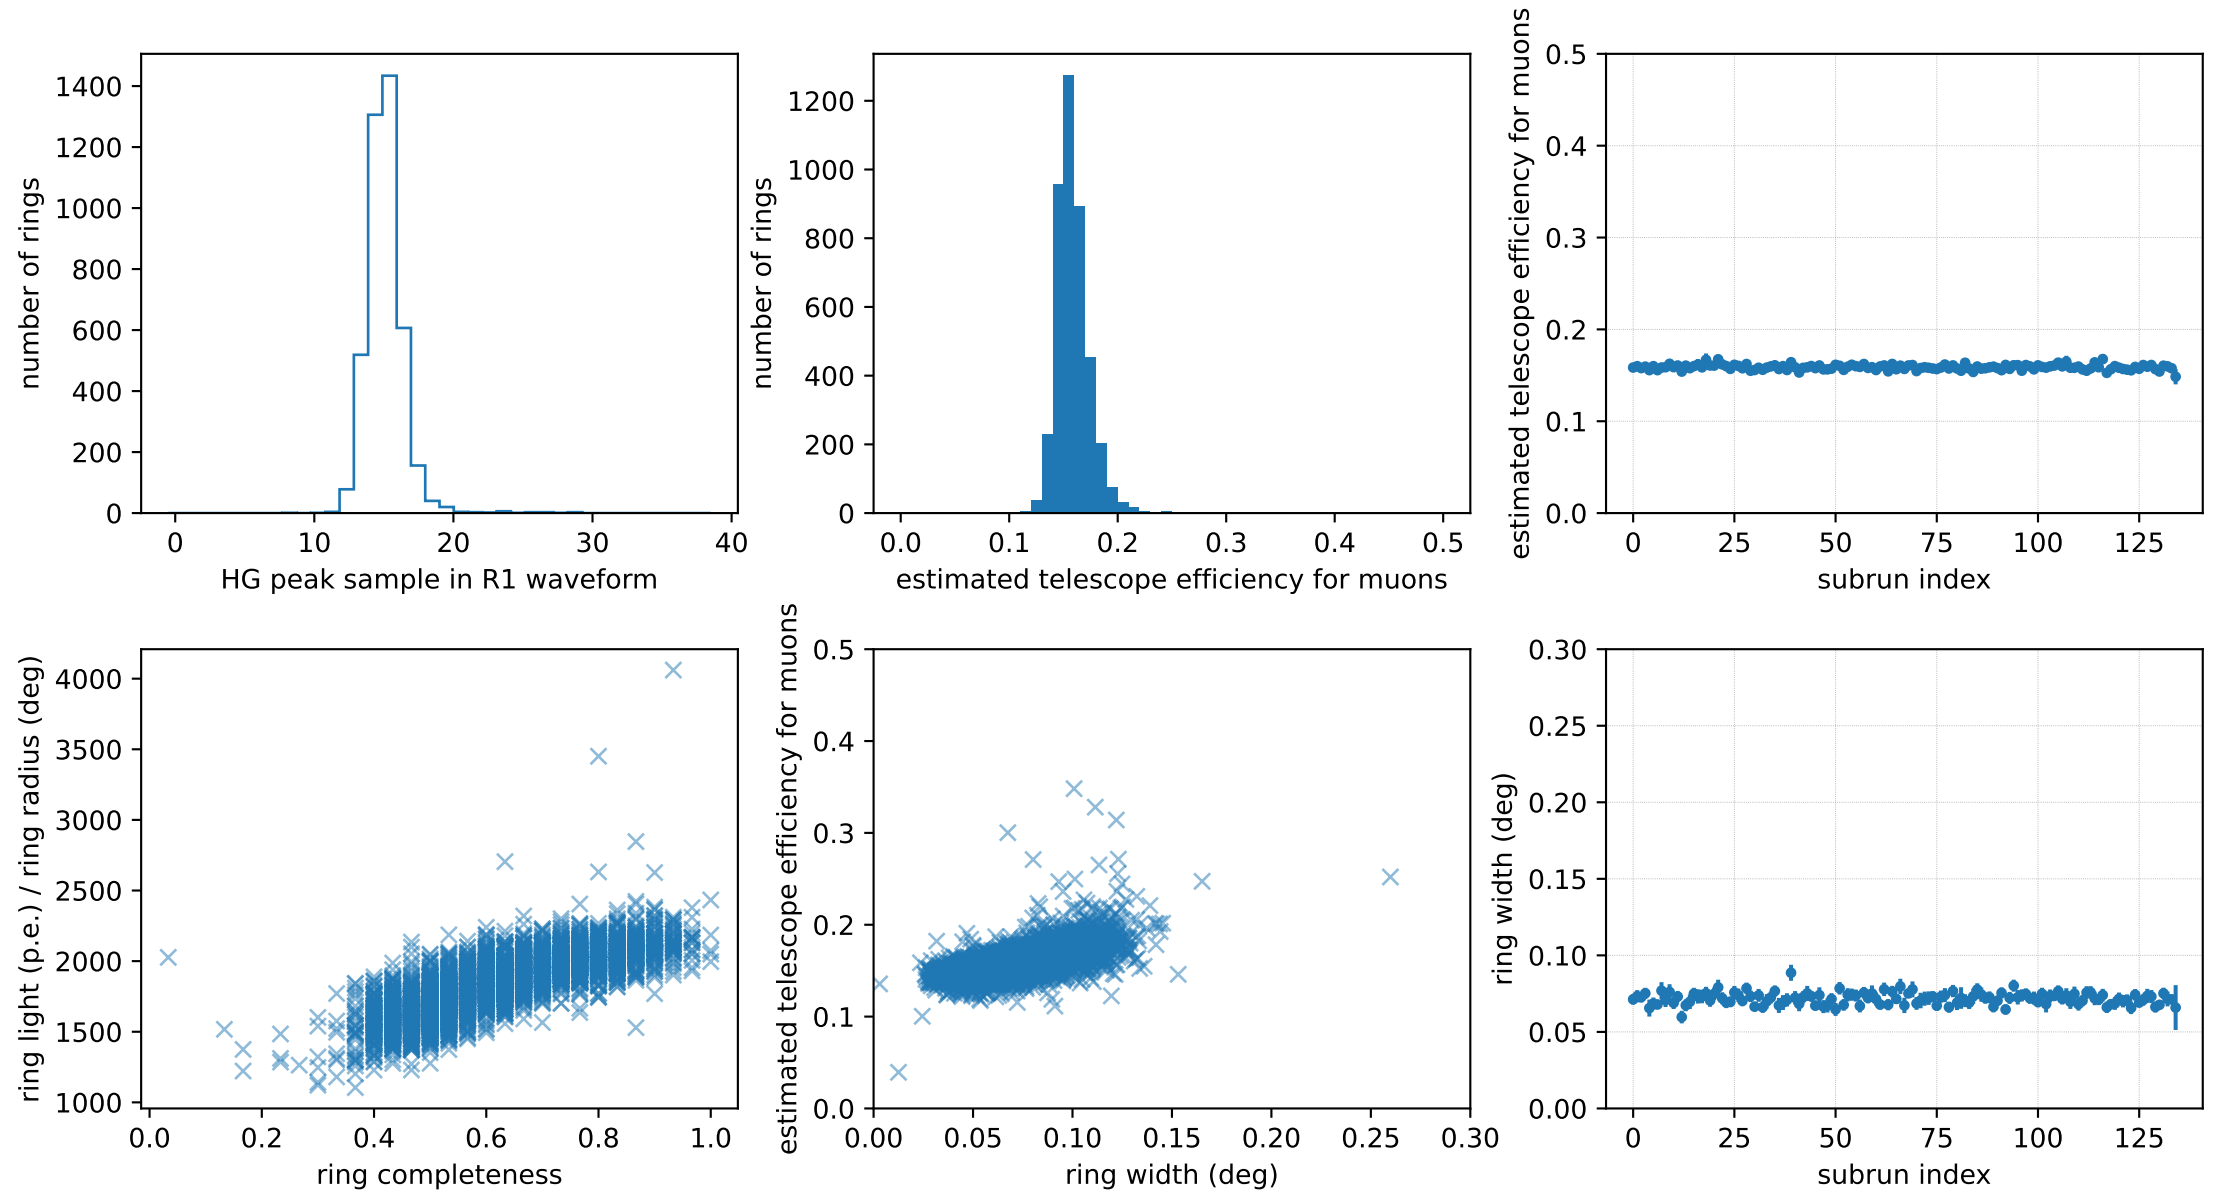 1400
1200
1000
800
600
400
200
0
number of rings
0 10 20 30 40
HG peak sample in R1 waveform
1200
1000
800
600
400
200
0
number of rings
0.0 0.1 0.2 0.3 0.4 0.5
estimated telescope efficiency for muons
0.5
0.4
0.3
0.2
0.1
0.0
estimated telescope efficiency for muons
0 25 50 75 100 125
subrun index
4000
3500
3000
2500
2000
1500
1000
ring light (p.e.) / ring radius (deg)
0.0 0.2 0.4 0.6 0.8 1.0
ring completeness
0.5
0.4
0.3
0.2
0.1
0.0
estimated telescope efficiency for muons
0.00 0.05 0.10 0.15 0.20 0.25 0.30
ring width (deg)
0.30
0.25
0.20
0.15
0.10
0.05
0.00
ring width (deg)
0 25 50 75 100 125
subrun index